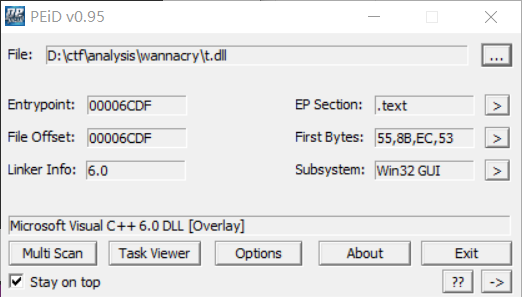 PEiD v0.95
File: D:\ctf\analysis\wannacry\t.dll ...
Entrypoint: 00006CDF EP Section: .text >
File Offset: 00006CDF First Bytes: 55,8B,EC,53 >
Linker Info: 6.0 Subsystem: Win32 GUI >
Microsoft Visual C++ 6.0 DLL [Overlay]
Multi Scan Task Viewer Options About Exit
Stay on top ?? ->